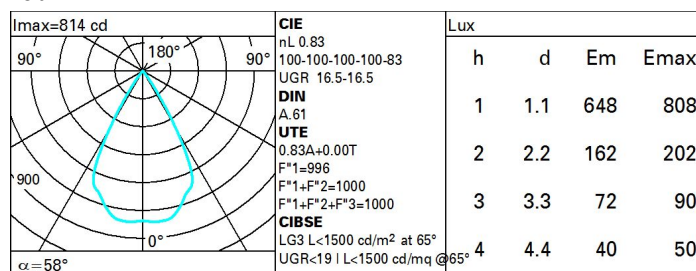 Imax=814 cd
90° 180° 90°
900
0°
α=58°
CIE
nL 0.83
100-100-100-100-83
UGR 16.5-16.5
DIN
A.61
UTE
0.83A+0.00T
F"1=996
F"1+F"2=1000
F"1+F"2+F"3=1000
CIBSE
LG3 L<1500 cd/m² at 65°
UGR<19 | L<1500 cd/mq @65°
Lux
h d Em Emax
1 1.1 648 808
2 2.2 162 202
3 3.3 72 90
4 4.4 40 50